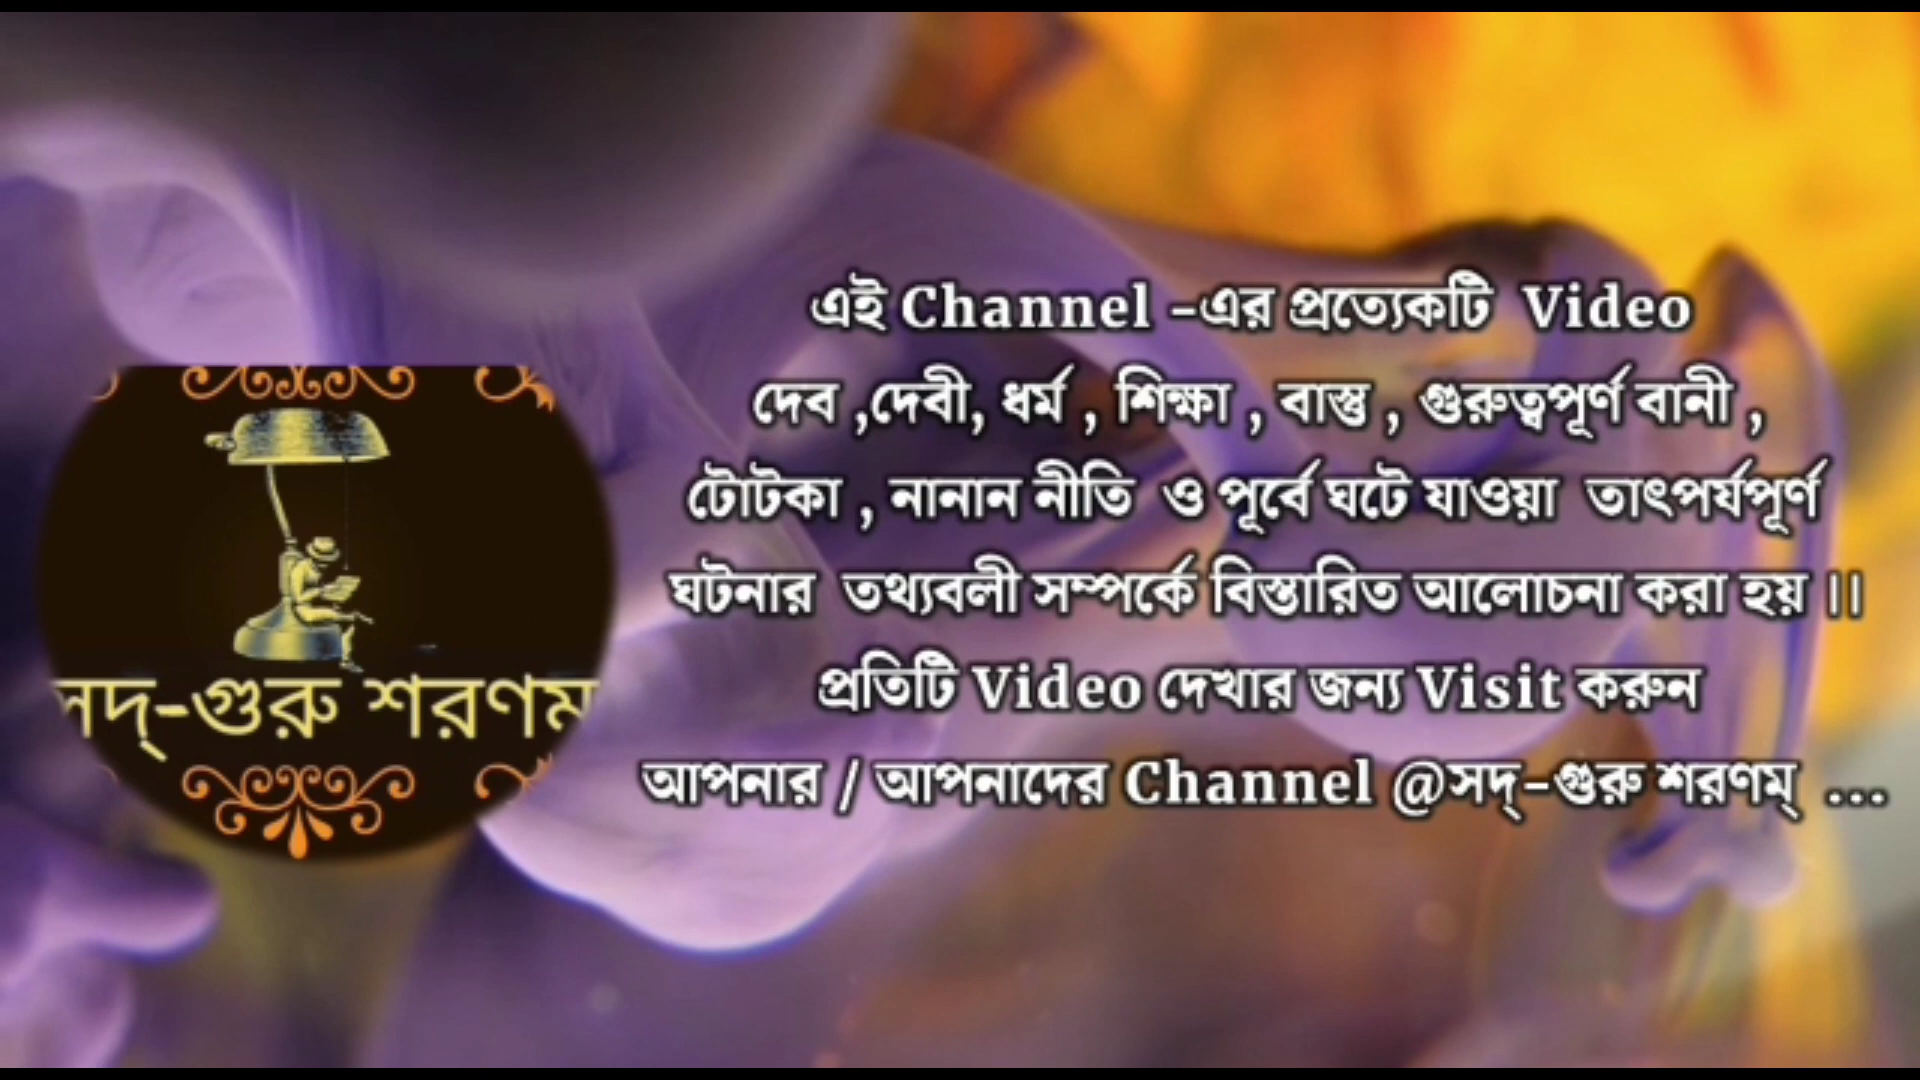 এই Channel -এর প্রত্যেকটি Video
দেব ,দেবী, ধর্ম , শিক্ষা , বাস্তু , গুরুত্বপূর্ণ বানী ,
টোটকা , নানান নীতি ও পূর্বে ঘটে যাওয়া তাৎপর্যপূর্ণ
ঘটনার তথ্যবলী সম্পর্কে বিস্তারিত আলোচনা করা হয় ।।
প্রতিটি Video দেখার জন্য Visit করুন
আপনার / আপনাদের Channel @সদ্-গুরু শরণম্ ...
সদ্-গুরু শরণম্